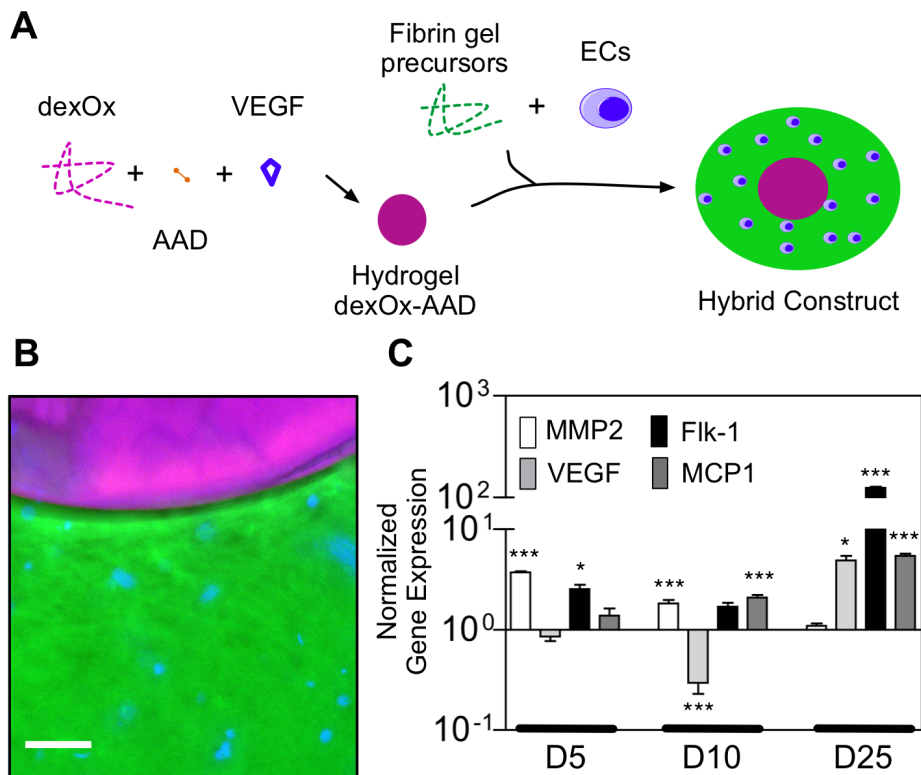 A
dexOx
+
AAD
+
VEGF
Hydrogel
dexOx-AAD
Fibrin gel
precursors
+
ECs
Hybrid Construct
B
C
Normalized
Gene Expression
10³
10²
10¹
10⁰
10⁻¹
MMP2
Flk-1
VEGF
MCP1
***
*
***
***
***
*
***
***
D5
D10
D25